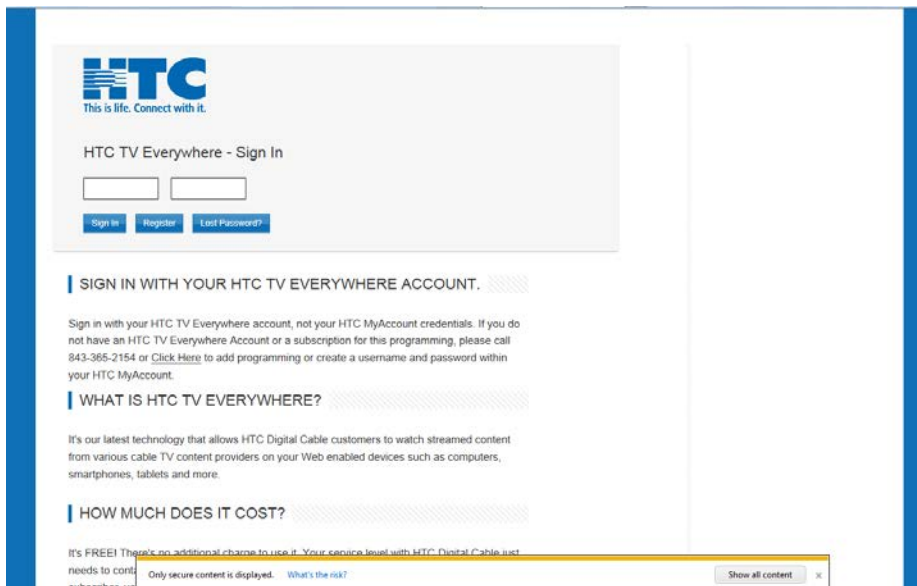 HTC
This is life. Connect with it.
HTC TV Everywhere - Sign In
Sign In Register Lost Password?
SIGN IN WITH YOUR HTC TV EVERYWHERE ACCOUNT.
Sign in with your HTC TV Everywhere account, not your HTC MyAccount credentials. If you do
not have an HTC TV Everywhere Account or a subscription for this programming, please call
843-365-2154 or Click Here to add programming or create a username and password within
your HTC MyAccount.
WHAT IS HTC TV EVERYWHERE?
It's our latest technology that allows HTC Digital Cable customers to watch streamed content
from various cable TV content providers on your Web enabled devices such as computers,
smartphones, tablets and more.
HOW MUCH DOES IT COST?
It's FREE! There's no additional charge to use it. Your service level with HTC Digital Cable just
needs to
Only secure content is displayed. What's the risk? Show all content x